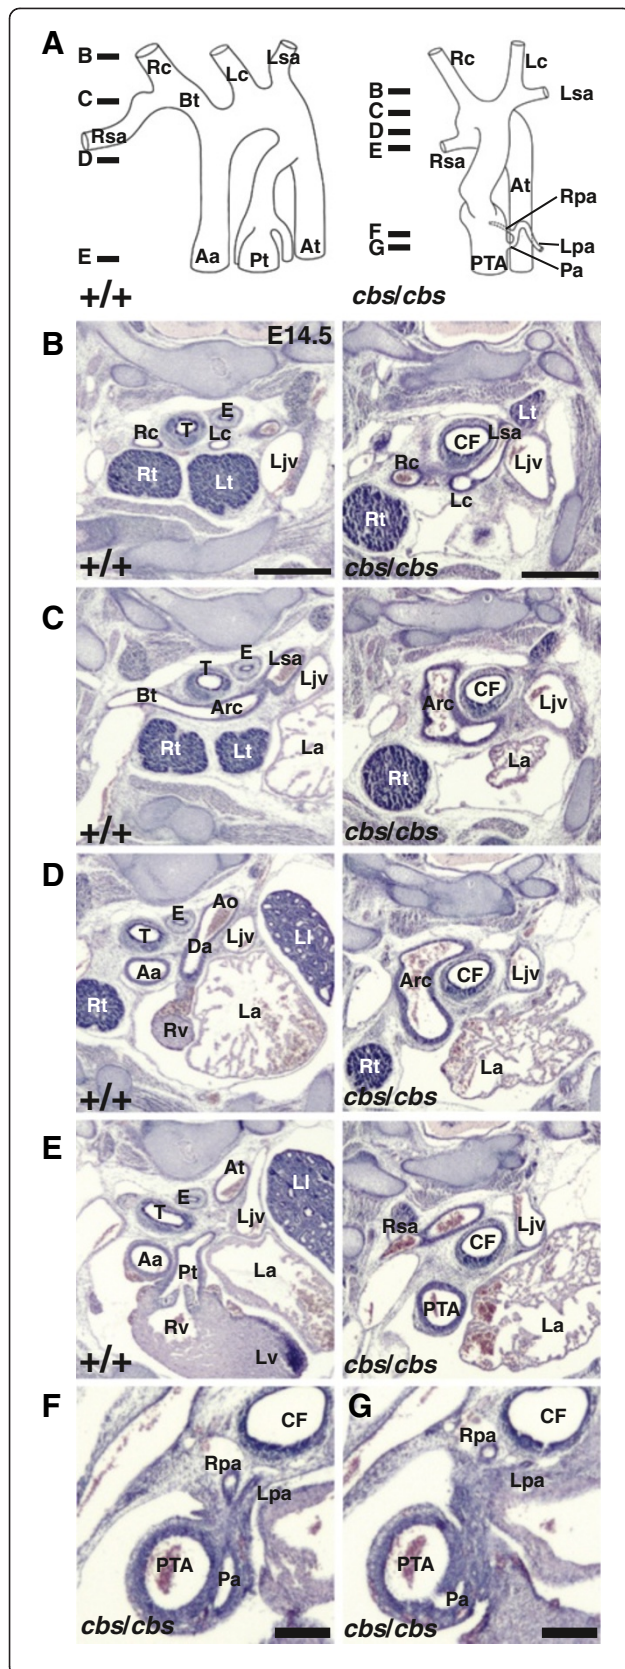 A
B Rc Lc Lsa
C Bt
Rsa
D
E Aa Pt At
+/+
Rc Lc
B Lsa
C
D
E
Rsa At
Rpa
F
G PTA Lpa
Pa
cbs/cbs
B E14.5
E
T
Rc Lc
Rt Lt Ljv
+/+
Lt
CF Lsa
Rc Ljv
Lc
Rt
cbs/cbs
C
E
T Lsa
Ljv
Bt Arc
Rt Lt La
+/+
Arc CF Ljv
La
Rt
cbs/cbs
D
Ao
E
T Ljv Ll
Da
Aa
Rt La
Rv
+/+
Arc CF Ljv
Rt La
cbs/cbs
E
At Ll
E
T Ljv
Aa Pt La
Rv
Lv
+/+
Rsa Ljv
CF
PTA La
cbs/cbs
F
CF
Rpa
Lpa
PTA
Pa
cbs/cbs
G
CF
Rpa
Lpa
PTA
Pa
cbs/cbs